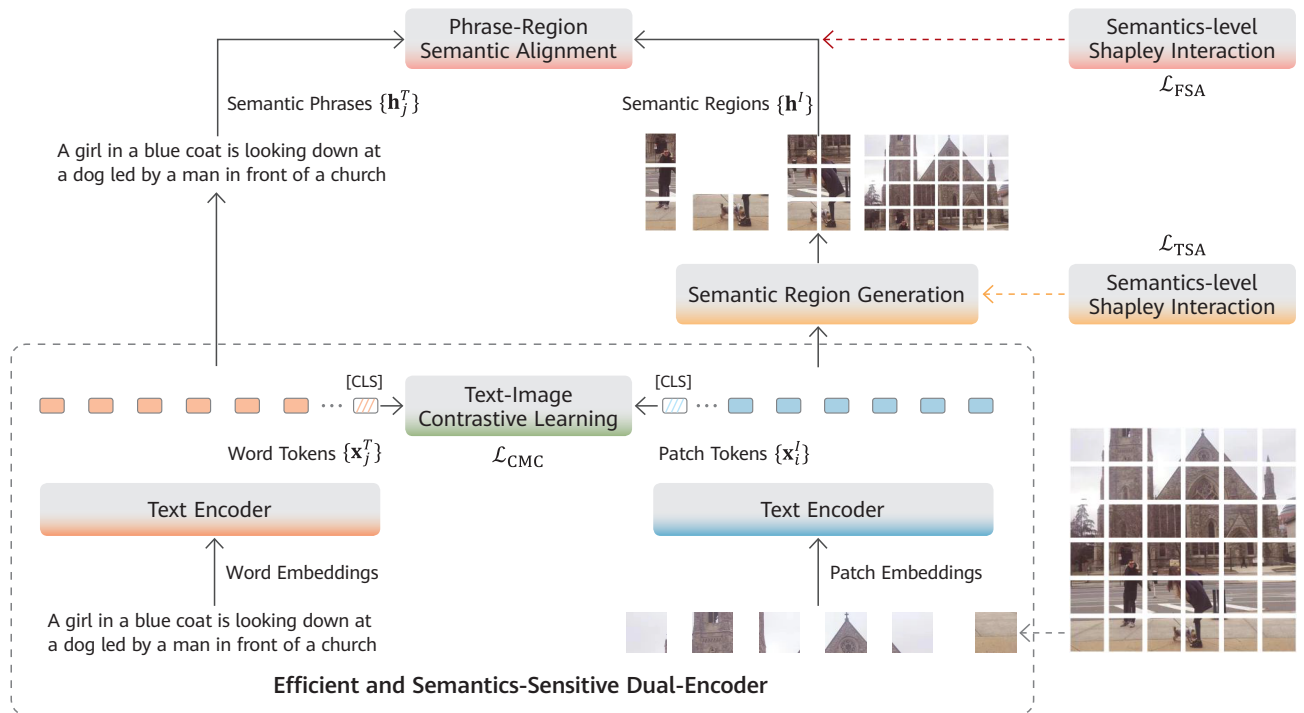 Phrase-Region
Semantic Alignment
Semantics-level
Shapley Interaction
ℒ_FSA
Semantic Phrases {𝐡_j^T}
Semantic Regions {𝐡^I}
A girl in a blue coat is looking down at
a dog led by a man in front of a church
ℒ_TSA
Semantic Region Generation
Semantics-level
Shapley Interaction
[CLS]
Text-Image
Contrastive Learning
[CLS]
...
...
Word Tokens {𝐱_j^T}
ℒ_CMC
Patch Tokens {𝐱_i^I}
Text Encoder
Text Encoder
Word Embeddings
Patch Embeddings
A girl in a blue coat is looking down at
a dog led by a man in front of a church
Efficient and Semantics-Sensitive Dual-Encoder